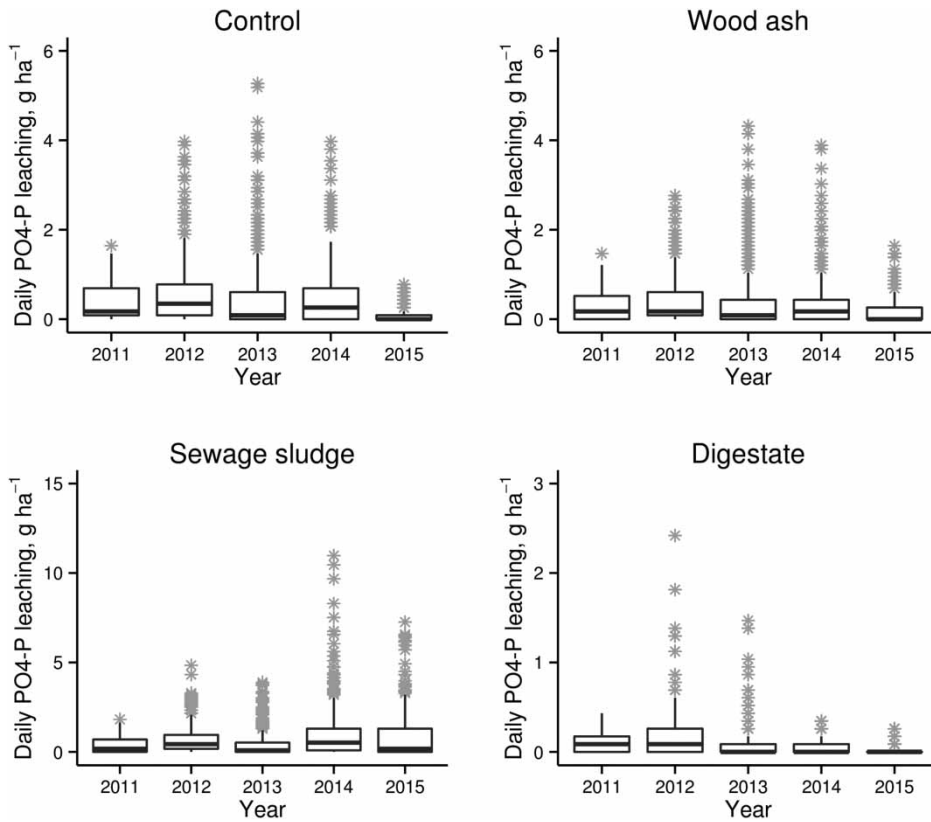 Control
Daily PO4-P leaching, g ha⁻¹
6
4
2
0
2011 2012 2013 2014 2015
Year
Wood ash
Daily PO4-P leaching, g ha⁻¹
6
4
2
0
2011 2012 2013 2014 2015
Year
Sewage sludge
Daily PO4-P leaching, g ha⁻¹
15
10
5
0
2011 2012 2013 2014 2015
Year
Digestate
Daily PO4-P leaching, g ha⁻¹
3
2
1
0
2011 2012 2013 2014 2015
Year